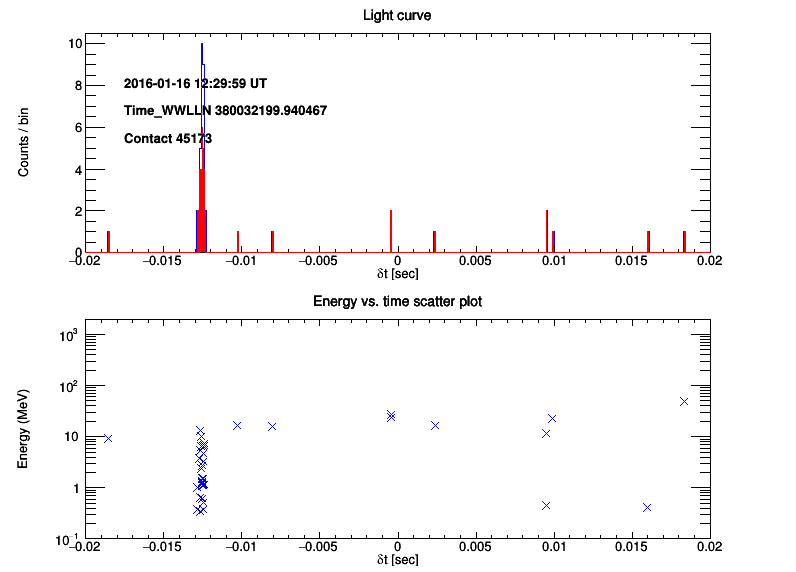 Light curve
Counts / bin
10
8
6
4
2
0
2016-01-16 12:29:59 UT
Time_WWLLN 380032199.940467
Contact 45173
−0.02 −0.015 −0.01 −0.005 0 0.005 0.01 0.015 0.02
δt [sec]
Energy vs. time scatter plot
Energy (MeV)
10³
10²
10
1
10⁻¹
−0.02 −0.015 −0.01 −0.005 0 0.005 0.01 0.015 0.02
δt [sec]